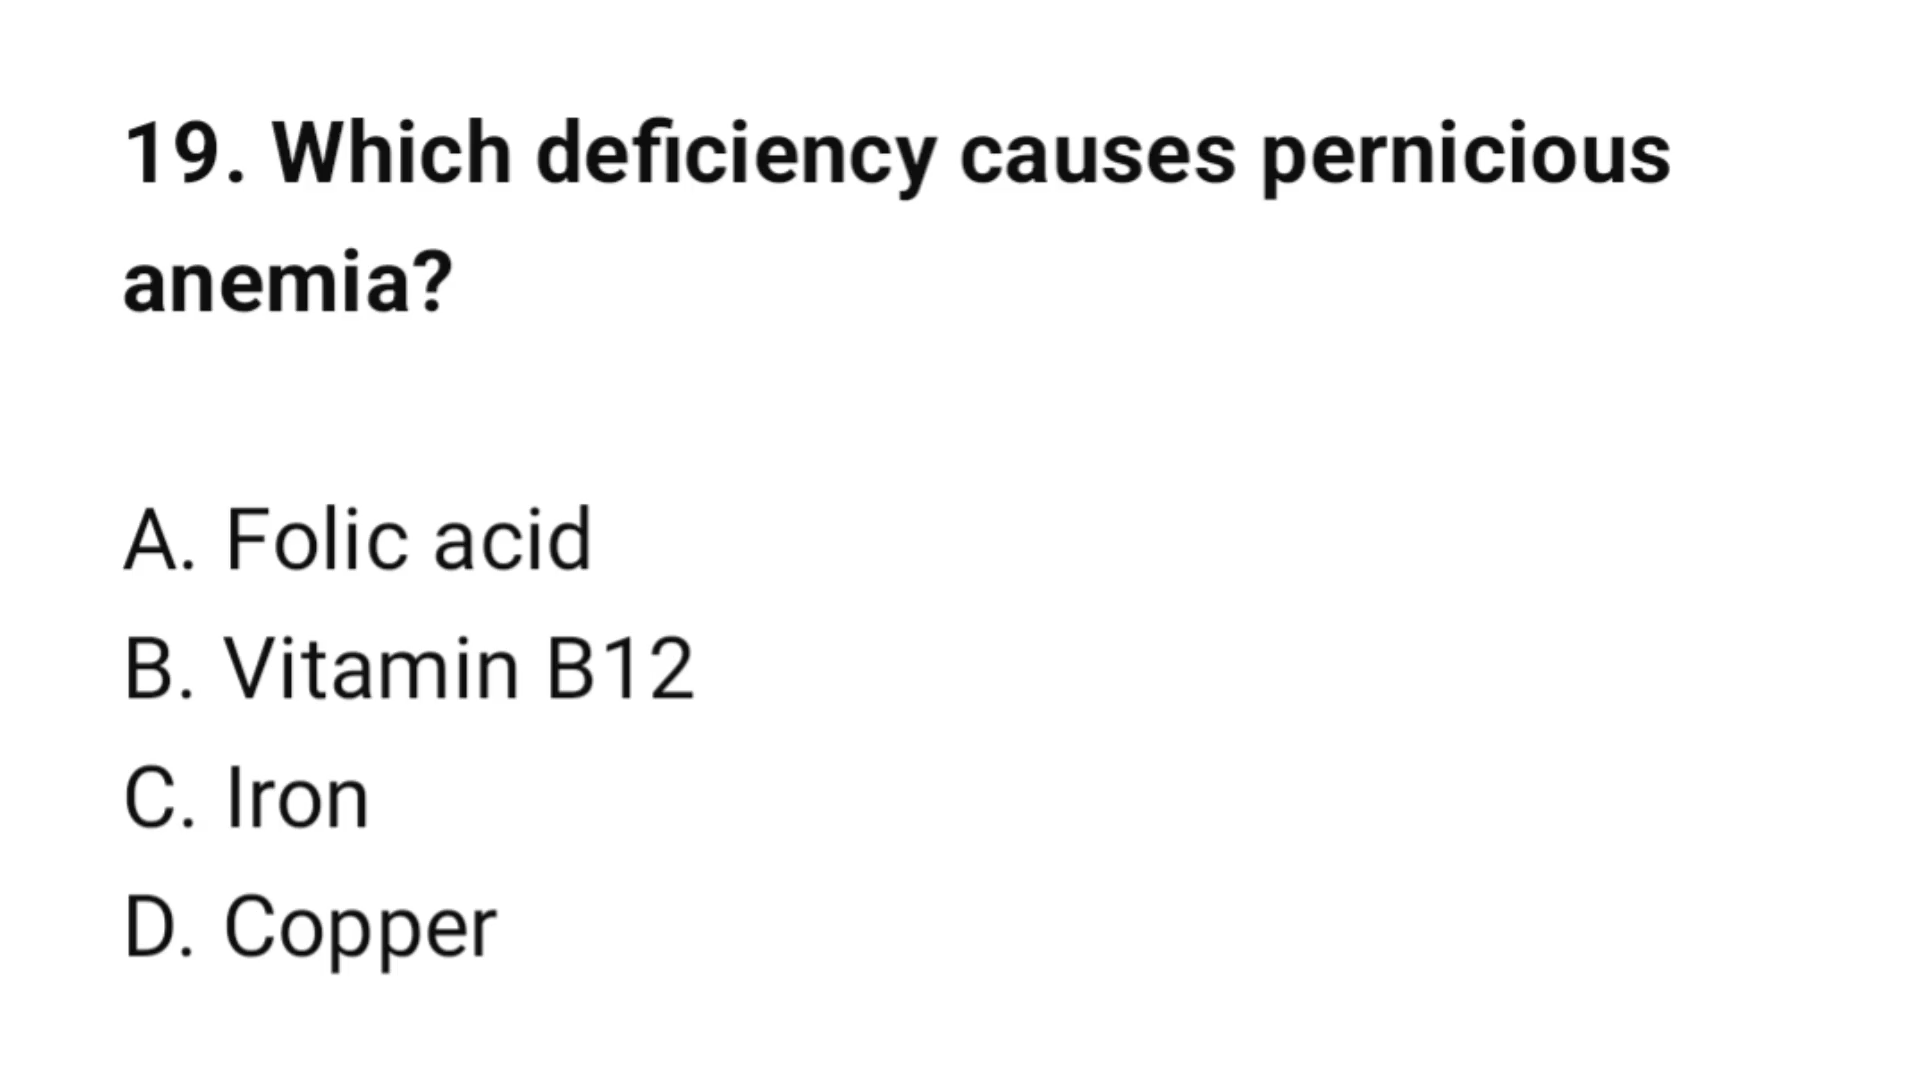 19. Which deficiency causes pernicious
anemia?
A. Folic acid
B. Vitamin B12
C. Iron
D. Copper